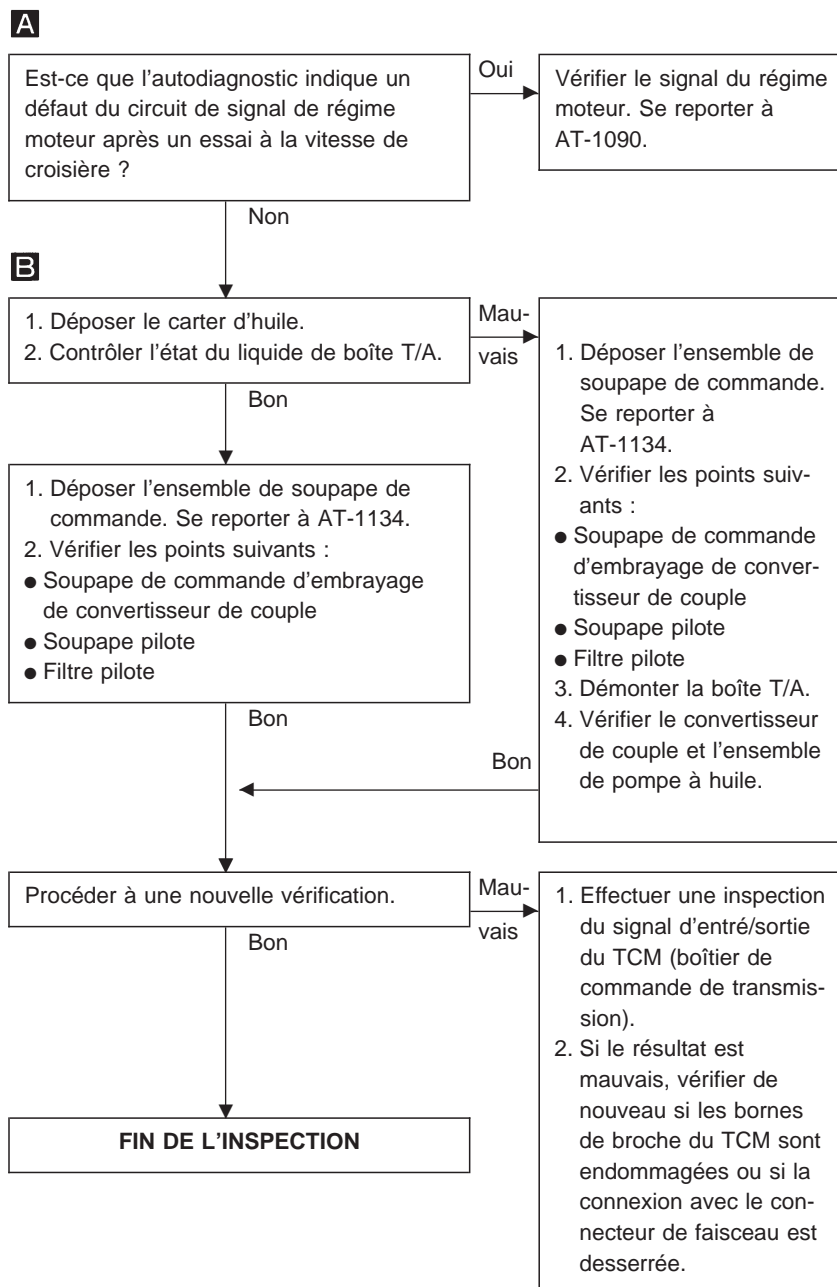 A
Est-ce que l'autodiagnostic indique un
défaut du circuit de signal de régime
moteur après un essai à la vitesse de
croisière ?
Oui
Vérifier le signal du régime
moteur. Se reporter à
AT-1090.
Non
B
1. Déposer le carter d'huile.
2. Contrôler l'état du liquide de boîte T/A.
Mau-
vais
1. Déposer l'ensemble de
soupape de commande.
Se reporter à
AT-1134.
2. Vérifier les points suiv-
ants :
● Soupape de commande
d'embrayage de conver-
tisseur de couple
● Soupape pilote
● Filtre pilote
3. Démonter la boîte T/A.
4. Vérifier le convertisseur
de couple et l'ensemble
de pompe à huile.
Bon
1. Déposer l'ensemble de soupape de
commande. Se reporter à AT-1134.
2. Vérifier les points suivants :
● Soupape de commande d'embrayage
de convertisseur de couple
● Soupape pilote
● Filtre pilote
Bon
Bon
Procéder à une nouvelle vérification.
Mau-
vais
1. Effectuer une inspection
du signal d'entré/sortie
du TCM (boîtier de
commande de transmis-
sion).
2. Si le résultat est
mauvais, vérifier de
nouveau si les bornes
de broche du TCM sont
endommagées ou si la
connexion avec le con-
necteur de faisceau est
desserrée.
Bon
FIN DE L'INSPECTION